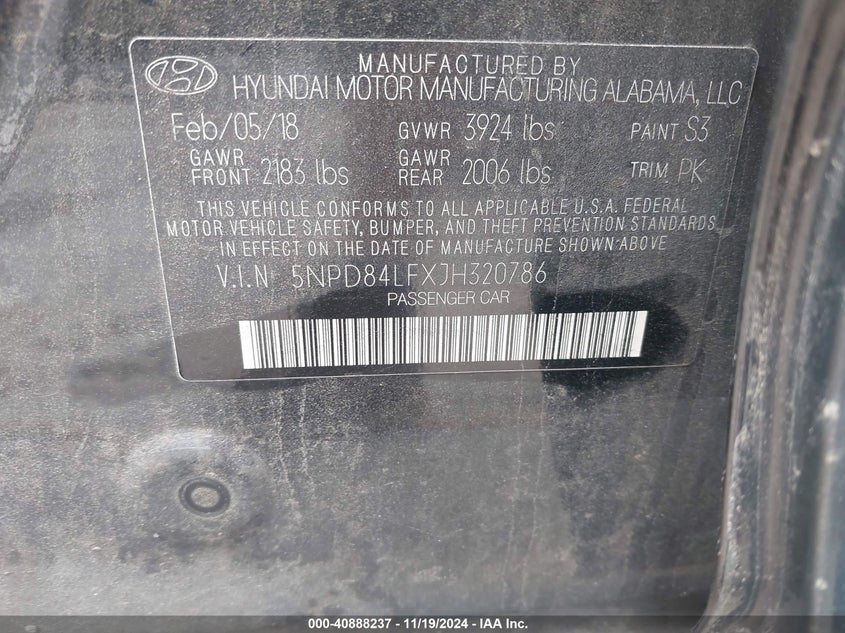 MANUFACTURED BY
HYUNDAI MOTOR MANUFACTURING ALABAMA, LLC
Feb/05/18 GVWR 3924 lbs PAINT S3
GAWR FRONT 2183 lbs GAWR REAR 2006 lbs TRIM PK
THIS VEHICLE CONFORMS TO ALL APPLICABLE U.S.A. FEDERAL
MOTOR VEHICLE SAFETY, BUMPER, AND THEFT PREVENTION STANDARDS
IN EFFECT ON THE DATE OF MANUFACTURE SHOWN ABOVE
V.I.N 5NPD84LFXJH320786
PASSENGER CAR
000-40888237 - 11/19/2024 - IAA Inc.